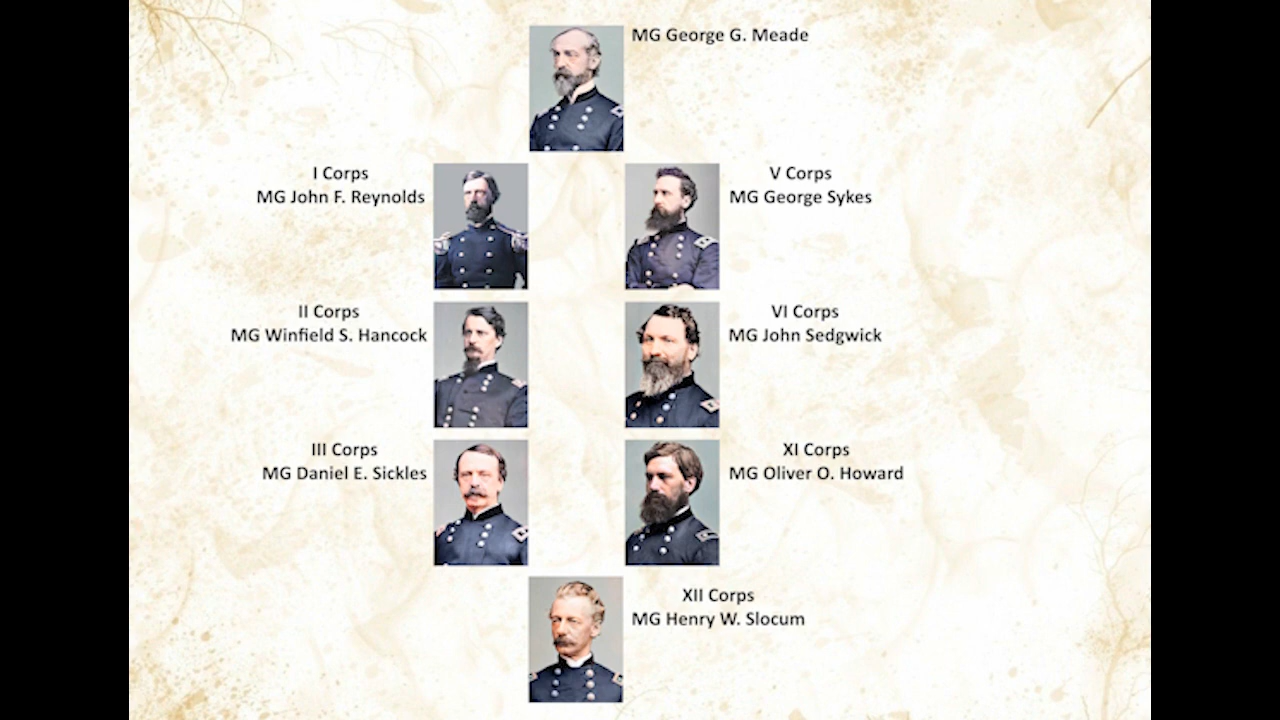 MG George G. Meade
I Corps
MG John F. Reynolds
V Corps
MG George Sykes
II Corps
MG Winfield S. Hancock
VI Corps
MG John Sedgwick
III Corps
MG Daniel E. Sickles
XI Corps
MG Oliver O. Howard
XII Corps
MG Henry W. Slocum